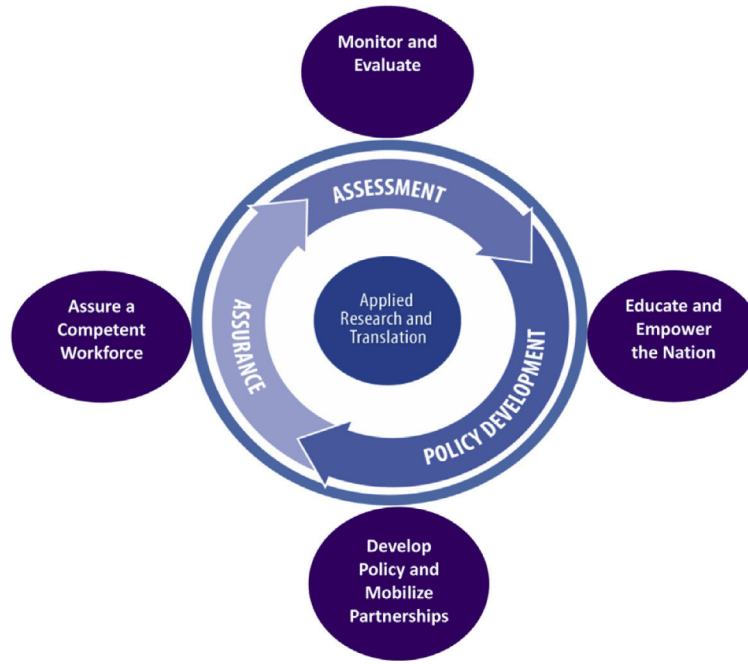 Monitor and
Evaluate
ASSESSMENT
Assure a
Competent
Workforce
ASSURANCE
Applied
Research and
Translation
Educate and
Empower
the Nation
POLICY DEVELOPMENT
Develop
Policy and
Mobilize
Partnerships